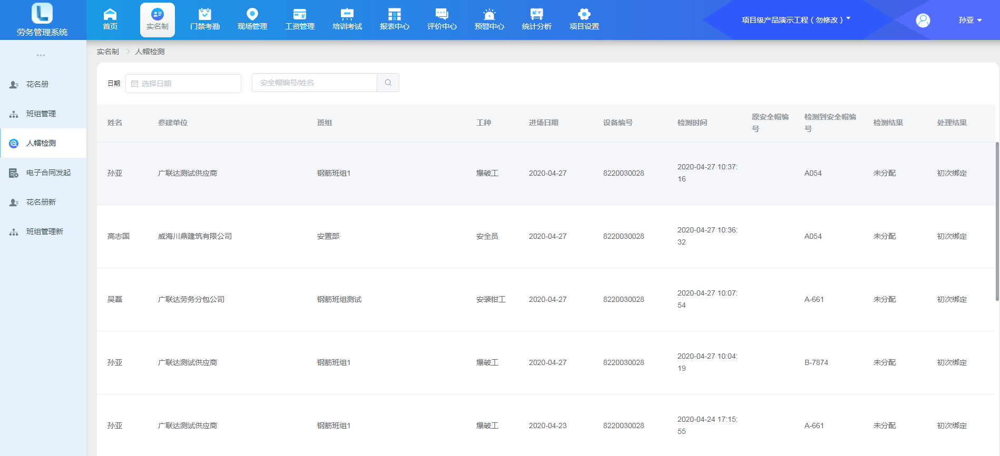 劳务管理系统
首页
实名制
门禁考勤
现场管理
工资管理
培训考试
报表中心
评价中心
预警中心
统计分析
项目设置
项目级产品演示工程（勿修改）
孙亚
花名册
班组管理
人帽检测
电子合同发起
花名册新
班组管理新
实名制 > 人帽检测
日期 选择日期 安全帽编号/姓名
姓名 参建单位 班组 工种 进场日期 设备编号 检测时间 原安全帽编号 检测到安全帽编号 检测结果 处理结果
孙亚 广联达测试供应商 钢筋班组1 爆破工 2020-04-27 8220030028 2020-04-27 10:37:16 A054 未分配 初次绑定
高志国 威海川鼎建筑有限公司 安置部 安全员 2020-04-27 8220030028 2020-04-27 10:36:32 A054 未分配 初次绑定
吴磊 广联达劳务分包公司 钢筋班组测试 安装钳工 2020-04-27 8220030028 2020-04-27 10:07:54 A-661 未分配 初次绑定
孙亚 广联达测试供应商 钢筋班组1 爆破工 2020-04-27 8220030028 2020-04-27 10:04:19 B-7874 未分配 初次绑定
孙亚 广联达测试供应商 钢筋班组1 爆破工 2020-04-23 8220030028 2020-04-24 17:15:55 A-661 未分配 初次绑定